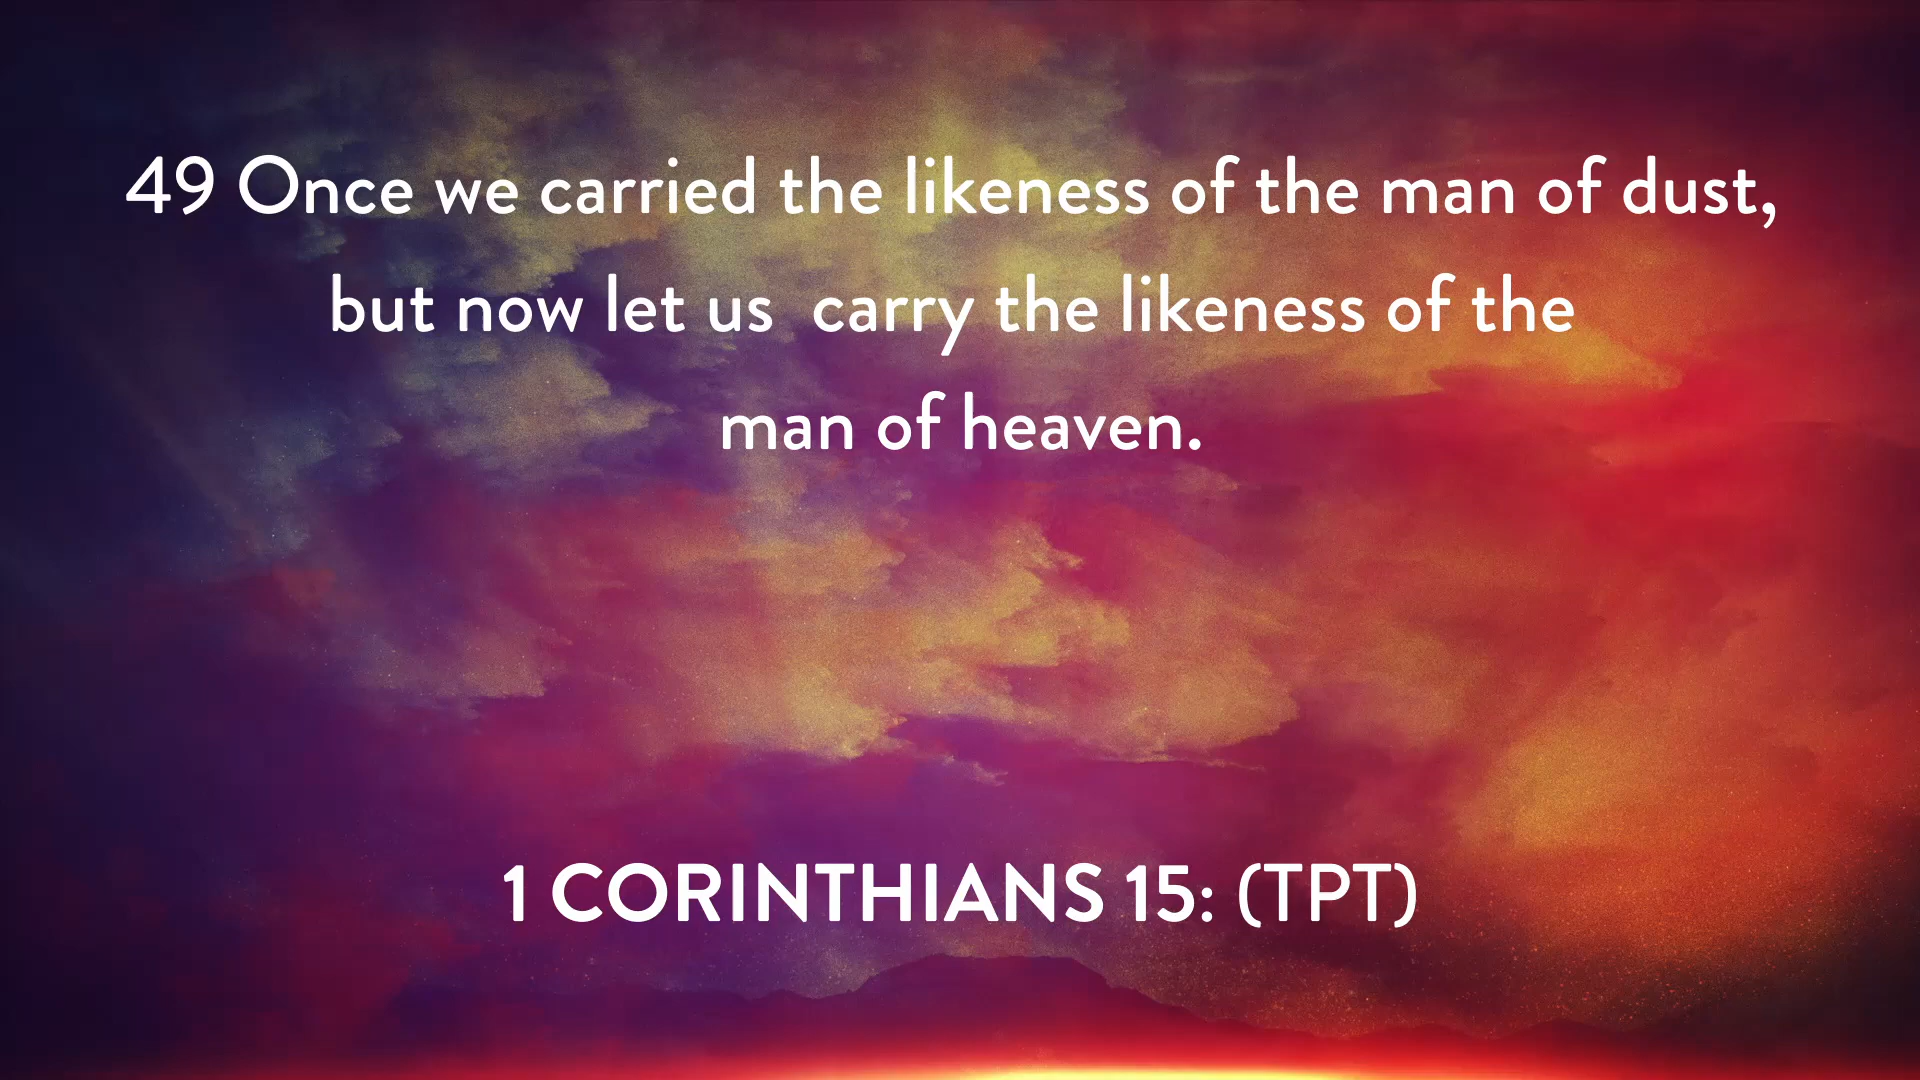 49 Once we carried the likeness of the man of dust,
but now let us  carry the likeness of the
man of heaven.
1 CORINTHIANS 15: (TPT)